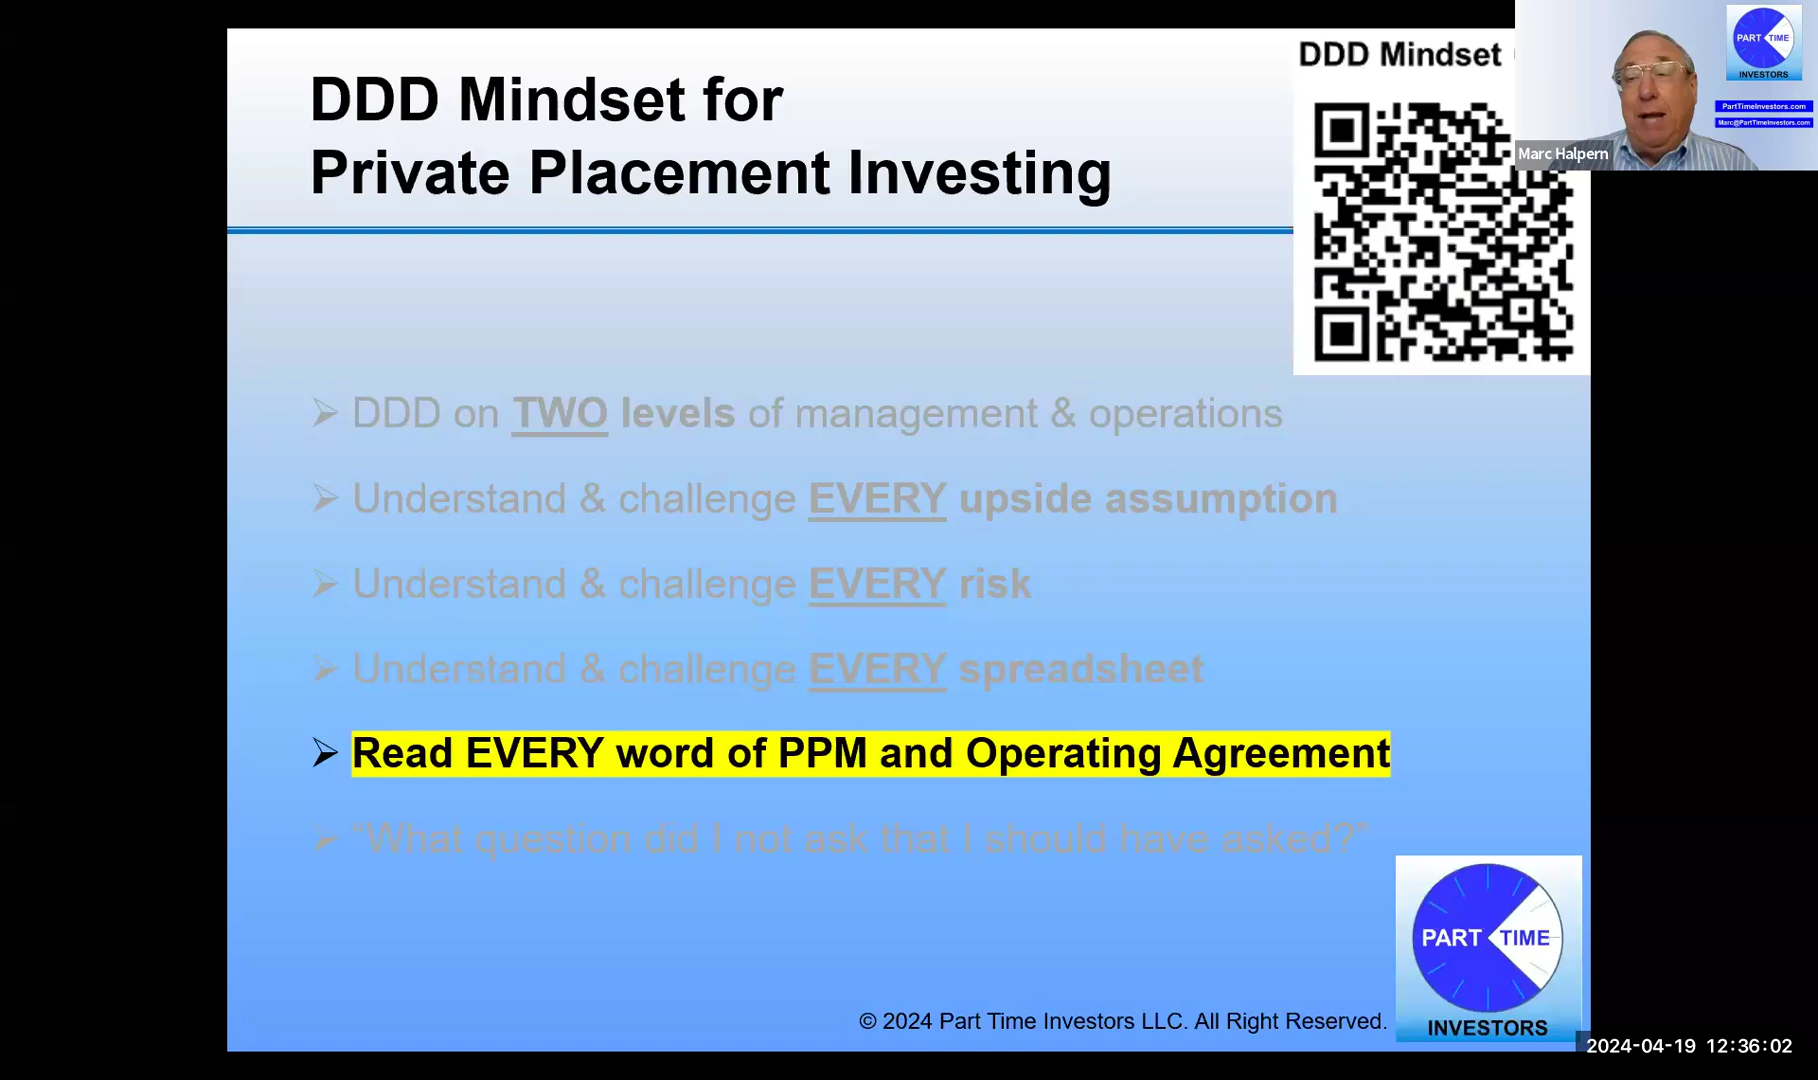 DDD Mindset for
Private Placement Investing
DDD Mindset
PART TIME
INVESTORS
PartTimeInvestors.com
Marc@PartTimeInvestors.com
Marc Halpern
➢ DDD on TWO levels of management & operations
➢ Understand & challenge EVERY upside assumption
➢ Understand & challenge EVERY risk
➢ Understand & challenge EVERY spreadsheet
➢ Read EVERY word of PPM and Operating Agreement
➢ “What question did I not ask that I should have asked?”
PART TIME
INVESTORS
© 2024 Part Time Investors LLC. All Right Reserved.
2024-04-19 12:36:02